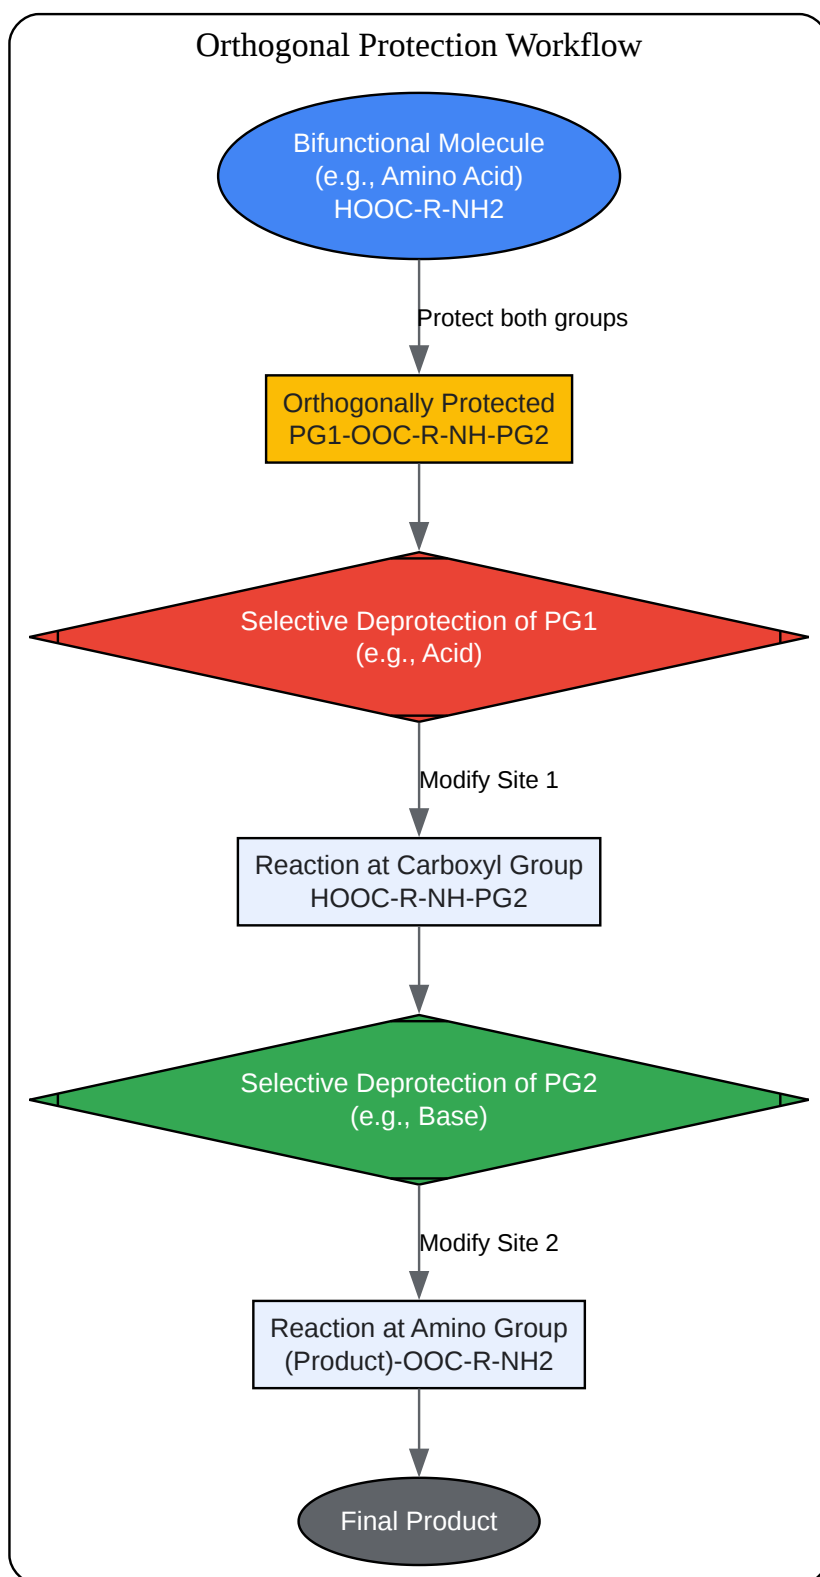 Orthogonal Protection Workflow
Bifunctional Molecule
(e.g., Amino Acid)
HOOC-R-NH2
Protect both groups
Orthogonally Protected
PG1-OOC-R-NH-PG2
Selective Deprotection of PG1
(e.g., Acid)
Modify Site 1
Reaction at Carboxyl Group
HOOC-R-NH-PG2
Selective Deprotection of PG2
(e.g., Base)
Modify Site 2
Reaction at Amino Group
(Product)-OOC-R-NH2
Final Product